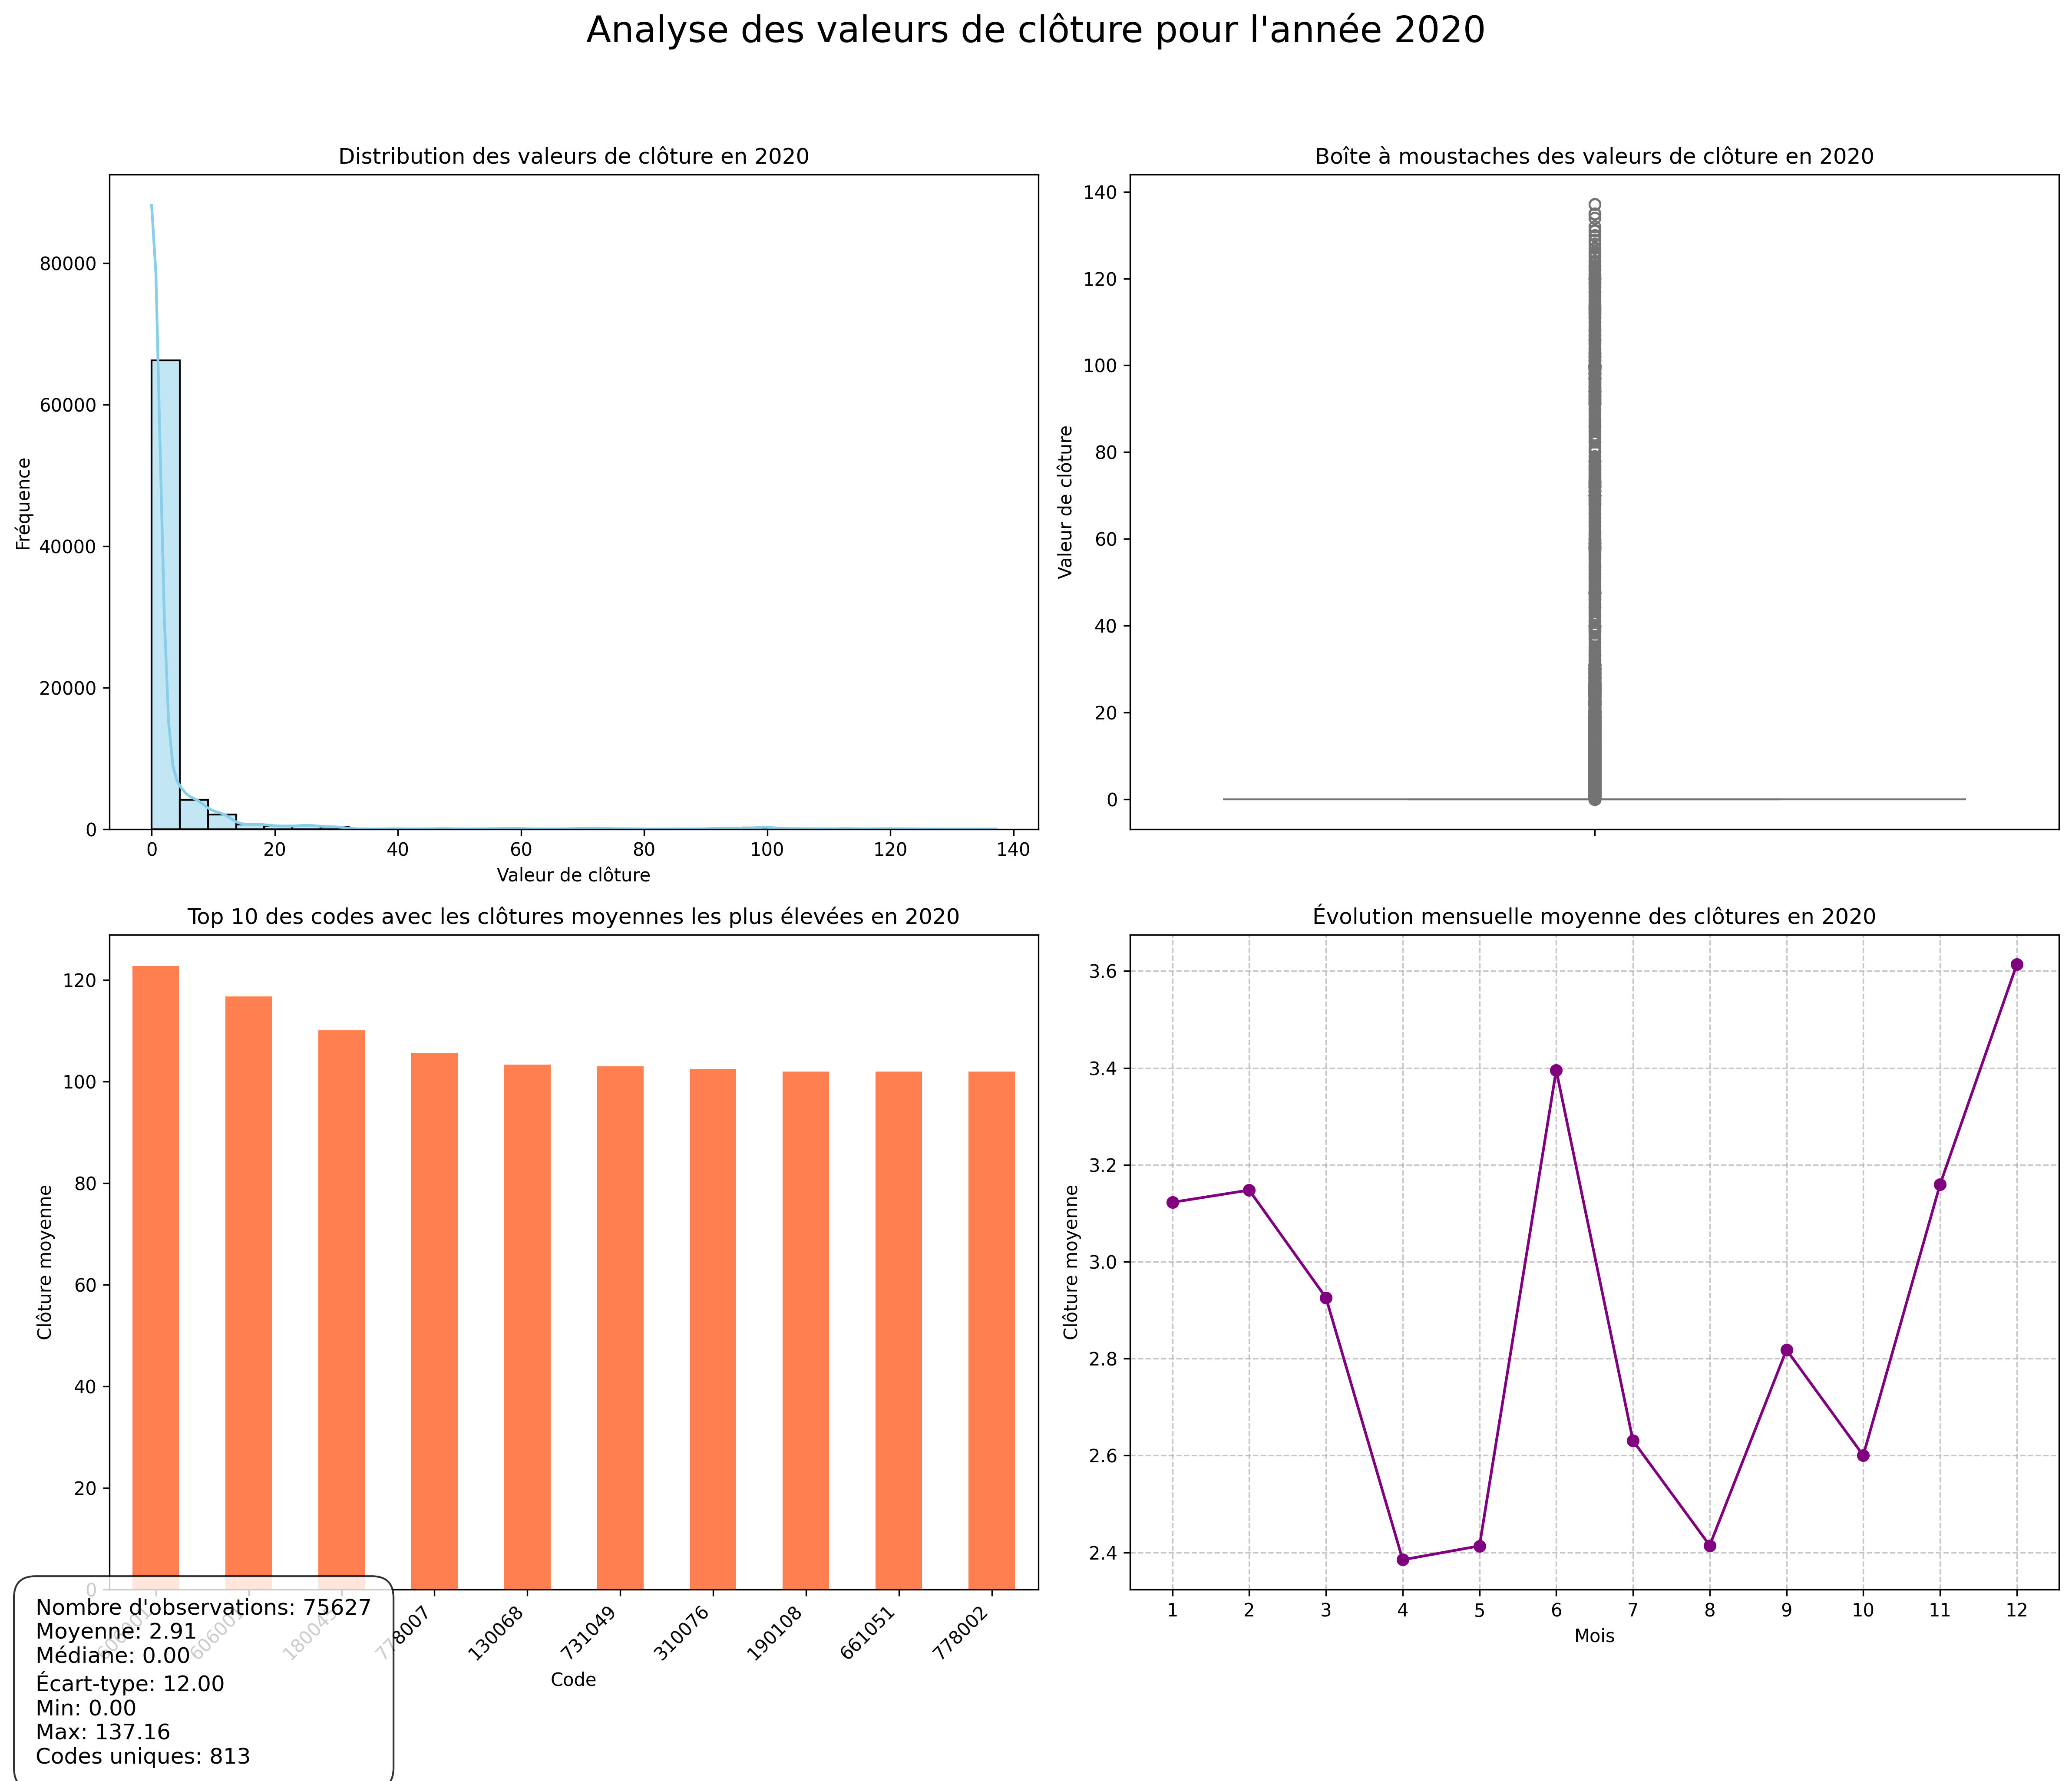 Analyse des valeurs de clôture pour l'année 2020
Distribution des valeurs de clôture en 2020
Fréquence
80000
60000
40000
20000
0
0 20 40 60 80 100 120 140
Valeur de clôture
Boîte à moustaches des valeurs de clôture en 2020
Valeur de clôture
140
120
100
80
60
40
20
0
Top 10 des codes avec les clôtures moyennes les plus élevées en 2020
Clôture moyenne
120
100
80
60
40
20
0
778007 1300068 731049 310076 190108 661051 778002
Code
Évolution mensuelle moyenne des clôtures en 2020
Clôture moyenne
3.6
3.4
3.2
3.0
2.8
2.6
2.4
1 2 3 4 5 6 7 8 9 10 11 12
Mois
Nombre d'observations: 75627
Moyenne: 2.91
Médiane: 0.00
Écart-type: 12.00
Min: 0.00
Max: 137.16
Codes uniques: 813